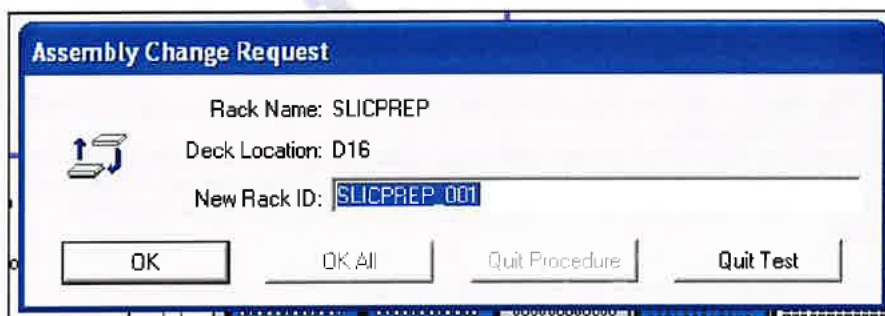 Assembly Change Request
Rack Name: SLICPREP
Deck Location: D16
New Rack ID: SLICPREP_001
OK
OK All
Quit Procedure
Quit Test